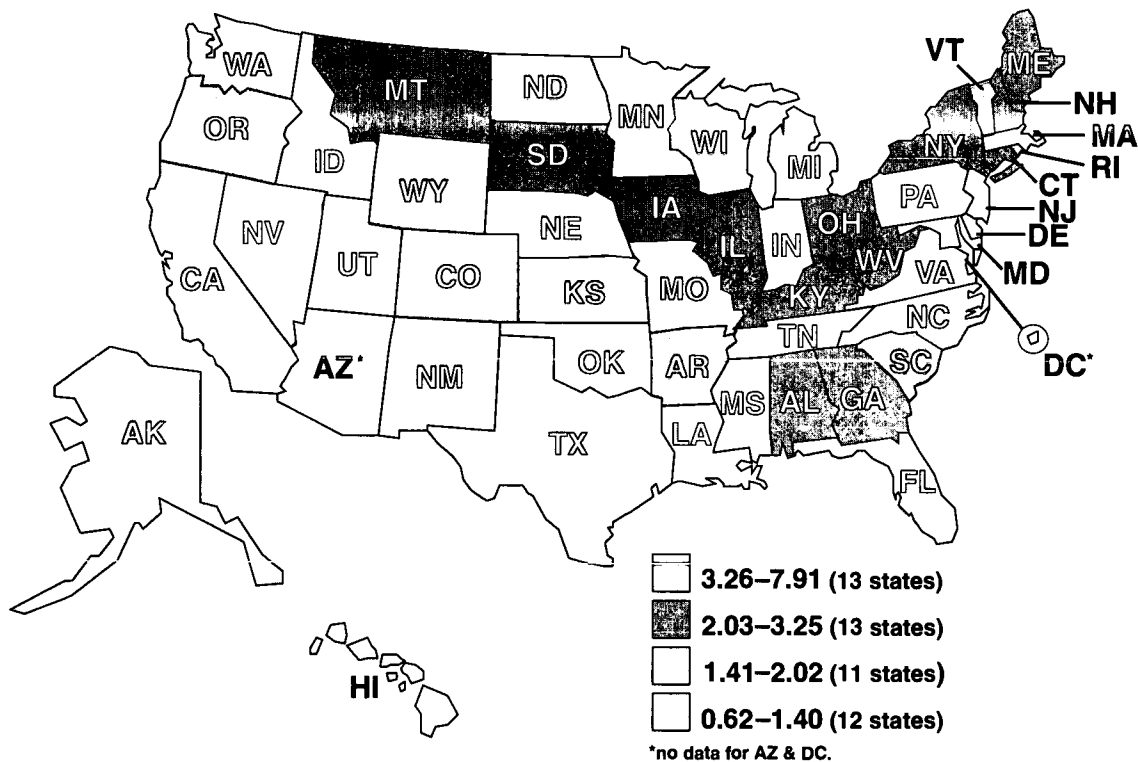 WA
MT
ND
MN
VT
ME
NH
MA
RI
CT
NJ
DE
MD
OR
ID
WY
SD
WI
MI
NY
PA
NV
UT
CO
NE
IA
IL
IN
OH
WV
VA
CA
KS
MO
KY
NC
TN
DC*
AZ*
NM
OK
AR
SC
MS
AL
GA
LA
TX
FL
AK
HI
3.26–7.91 (13 states)
2.03–3.25 (13 states)
1.41–2.02 (11 states)
0.62–1.40 (12 states)
*no data for AZ & DC.